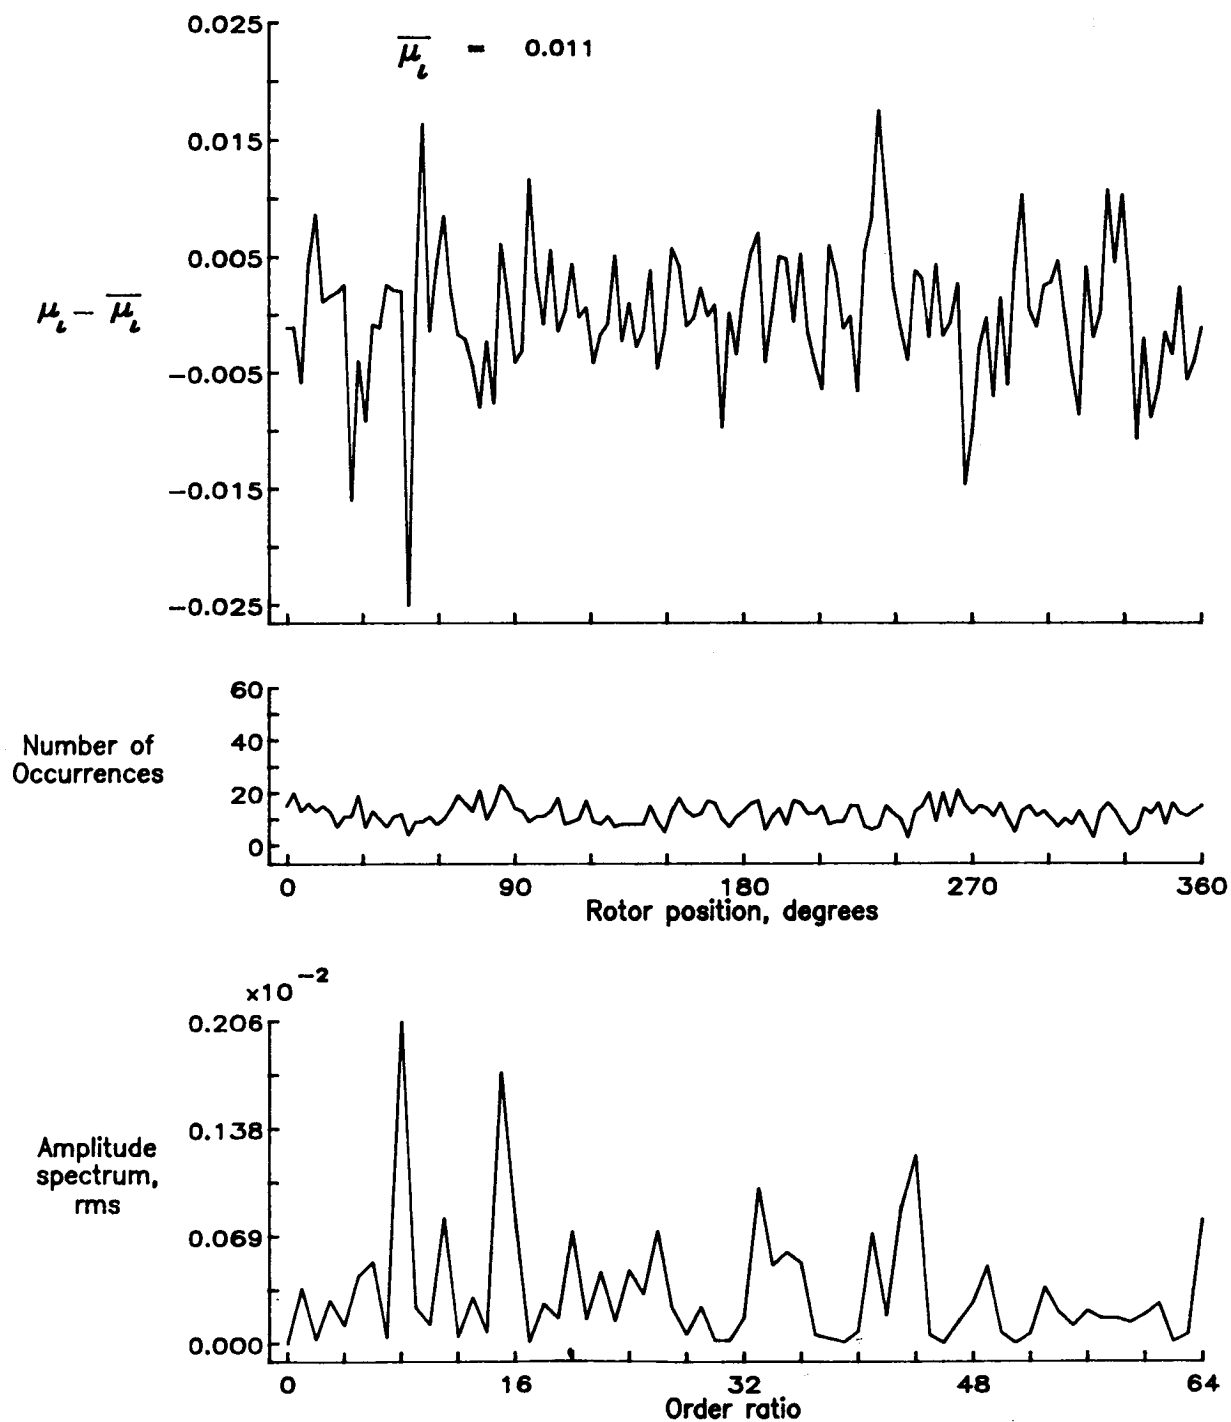 0.025
μ̅ι = 0.011
0.015
0.005
μι − μ̅ι
−0.005
−0.015
−0.025
60
Number of
Occurrences
40
20
0
0 90 180 270 360
Rotor position, degrees
×10⁻²
0.206
0.138
Amplitude
spectrum,
rms
0.069
0.000
0 16 32 48 64
Order ratio